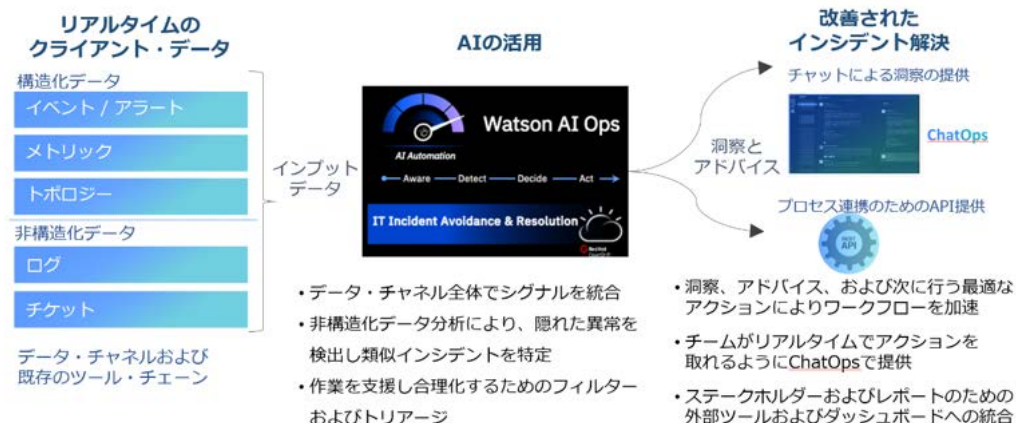 リアルタイムの
クライアント・データ
構造化データ
イベント / アラート
メトリック
トポロジー
非構造化データ
ログ
チケット
データ・チャネルおよび
既存のツール・チェーン
インプット
データ
AIの活用
Watson AI Ops
AI Automation
Aware
Detect
Decide
Act
IT Incident Avoidance & Resolution
・データ・チャネル全体でシグナルを統合
・非構造化データ分析により、隠れた異常を
検出し類似インシデントを特定
・作業を支援し合理化するためのフィルター
およびトリアージ
洞察と
アドバイス
改善された
インシデント解決
チャットによる洞察の提供
ChatOps
プロセス連携のためのAPI提供
REST
API
・洞察、アドバイス、および次に行う最適な
アクションによりワークフローを加速
・チームがリアルタイムでアクションを
取れるようにChatOpsで提供
・ステークホルダーおよびレポートのための
外部ツールおよびダッシュボードへの統合